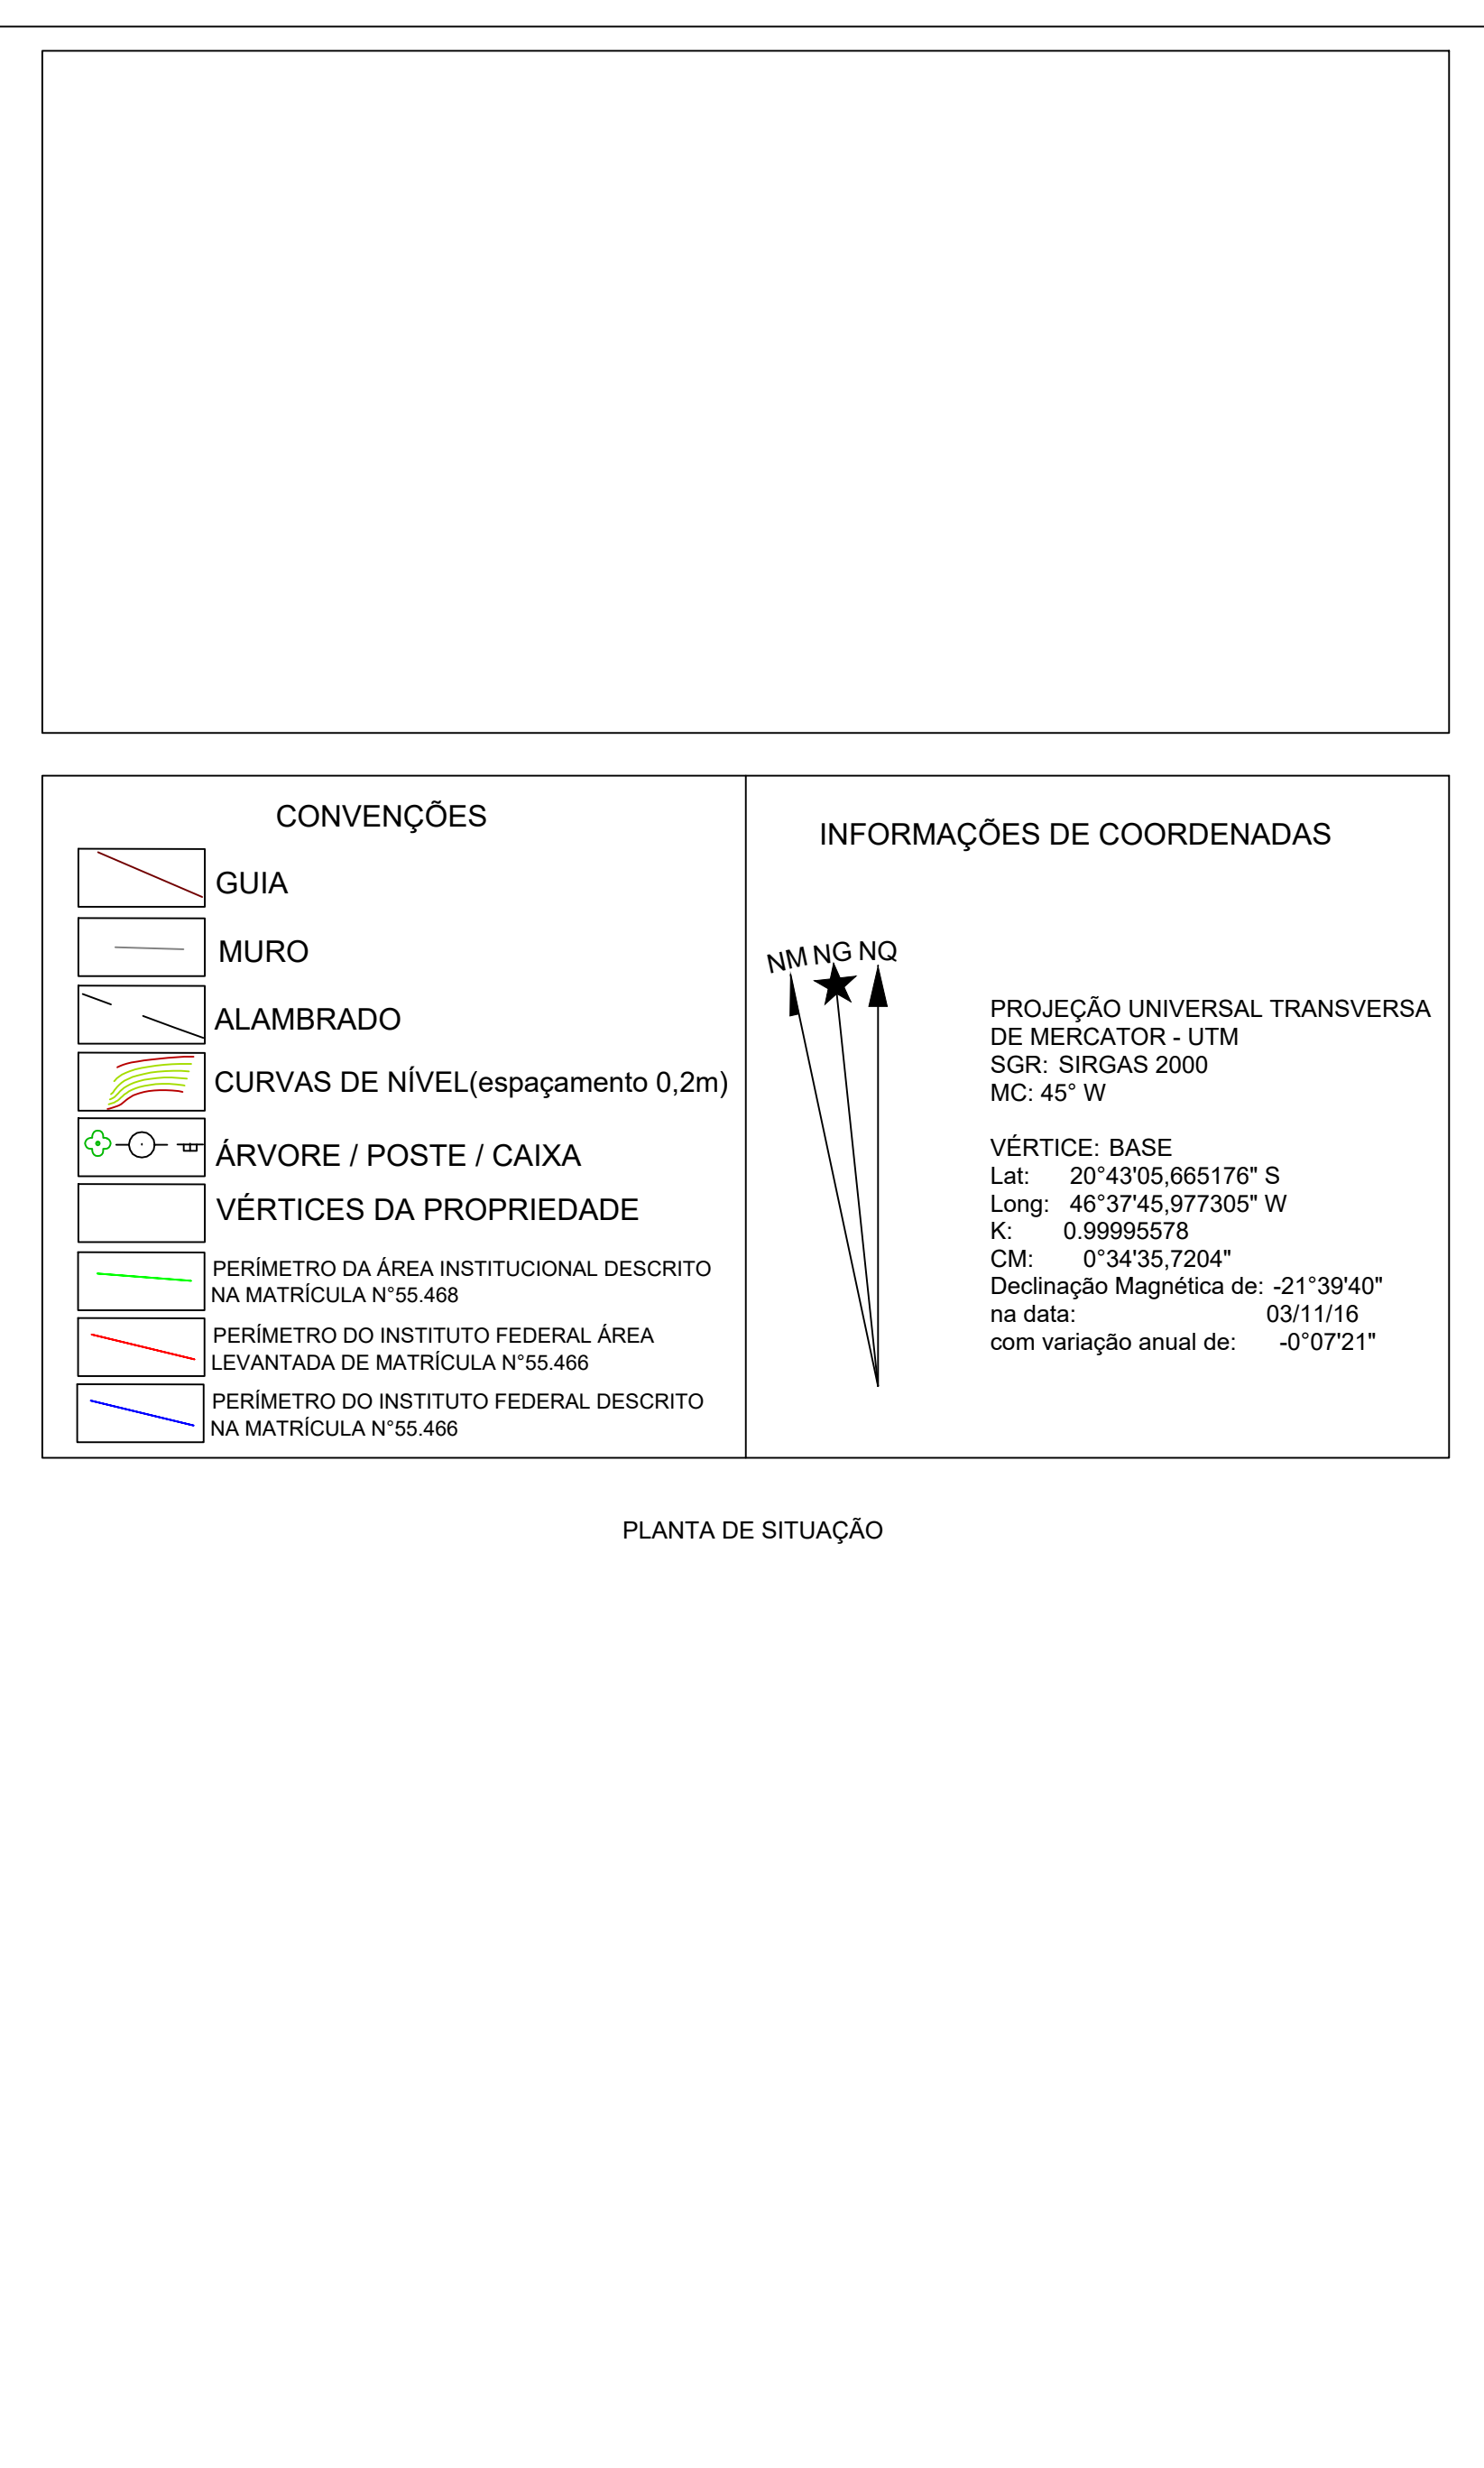 CONVENÇÕES
GUIA
MURO
ALAMBRADO
CURVAS DE NÍVEL(espaçamento 0,2m)
ÁRVORE / POSTE / CAIXA
VÉRTICES DA PROPRIEDADE
PERÍMETRO DA ÁREA INSTITUCIONAL DESCRITO
NA MATRÍCULA N°55.468
PERÍMETRO DO INSTITUTO FEDERAL ÁREA
LEVANTADA DE MATRÍCULA N°55.466
PERÍMETRO DO INSTITUTO FEDERAL DESCRITO
NA MATRÍCULA N°55.466
INFORMAÇÕES DE COORDENADAS
NM NG NQ
PROJEÇÃO UNIVERSAL TRANSVERSA
DE MERCATOR - UTM
SGR: SIRGAS 2000
MC: 45° W
VÉRTICE: BASE
Lat: 20°43'05,665176" S
Long: 46°37'45,977305" W
K: 0.99995578
CM: 0°34'35,7204"
Declinação Magnética de: -21°39'40"
na data: 03/11/16
com variação anual de: -0°07'21"
PLANTA DE SITUAÇÃO